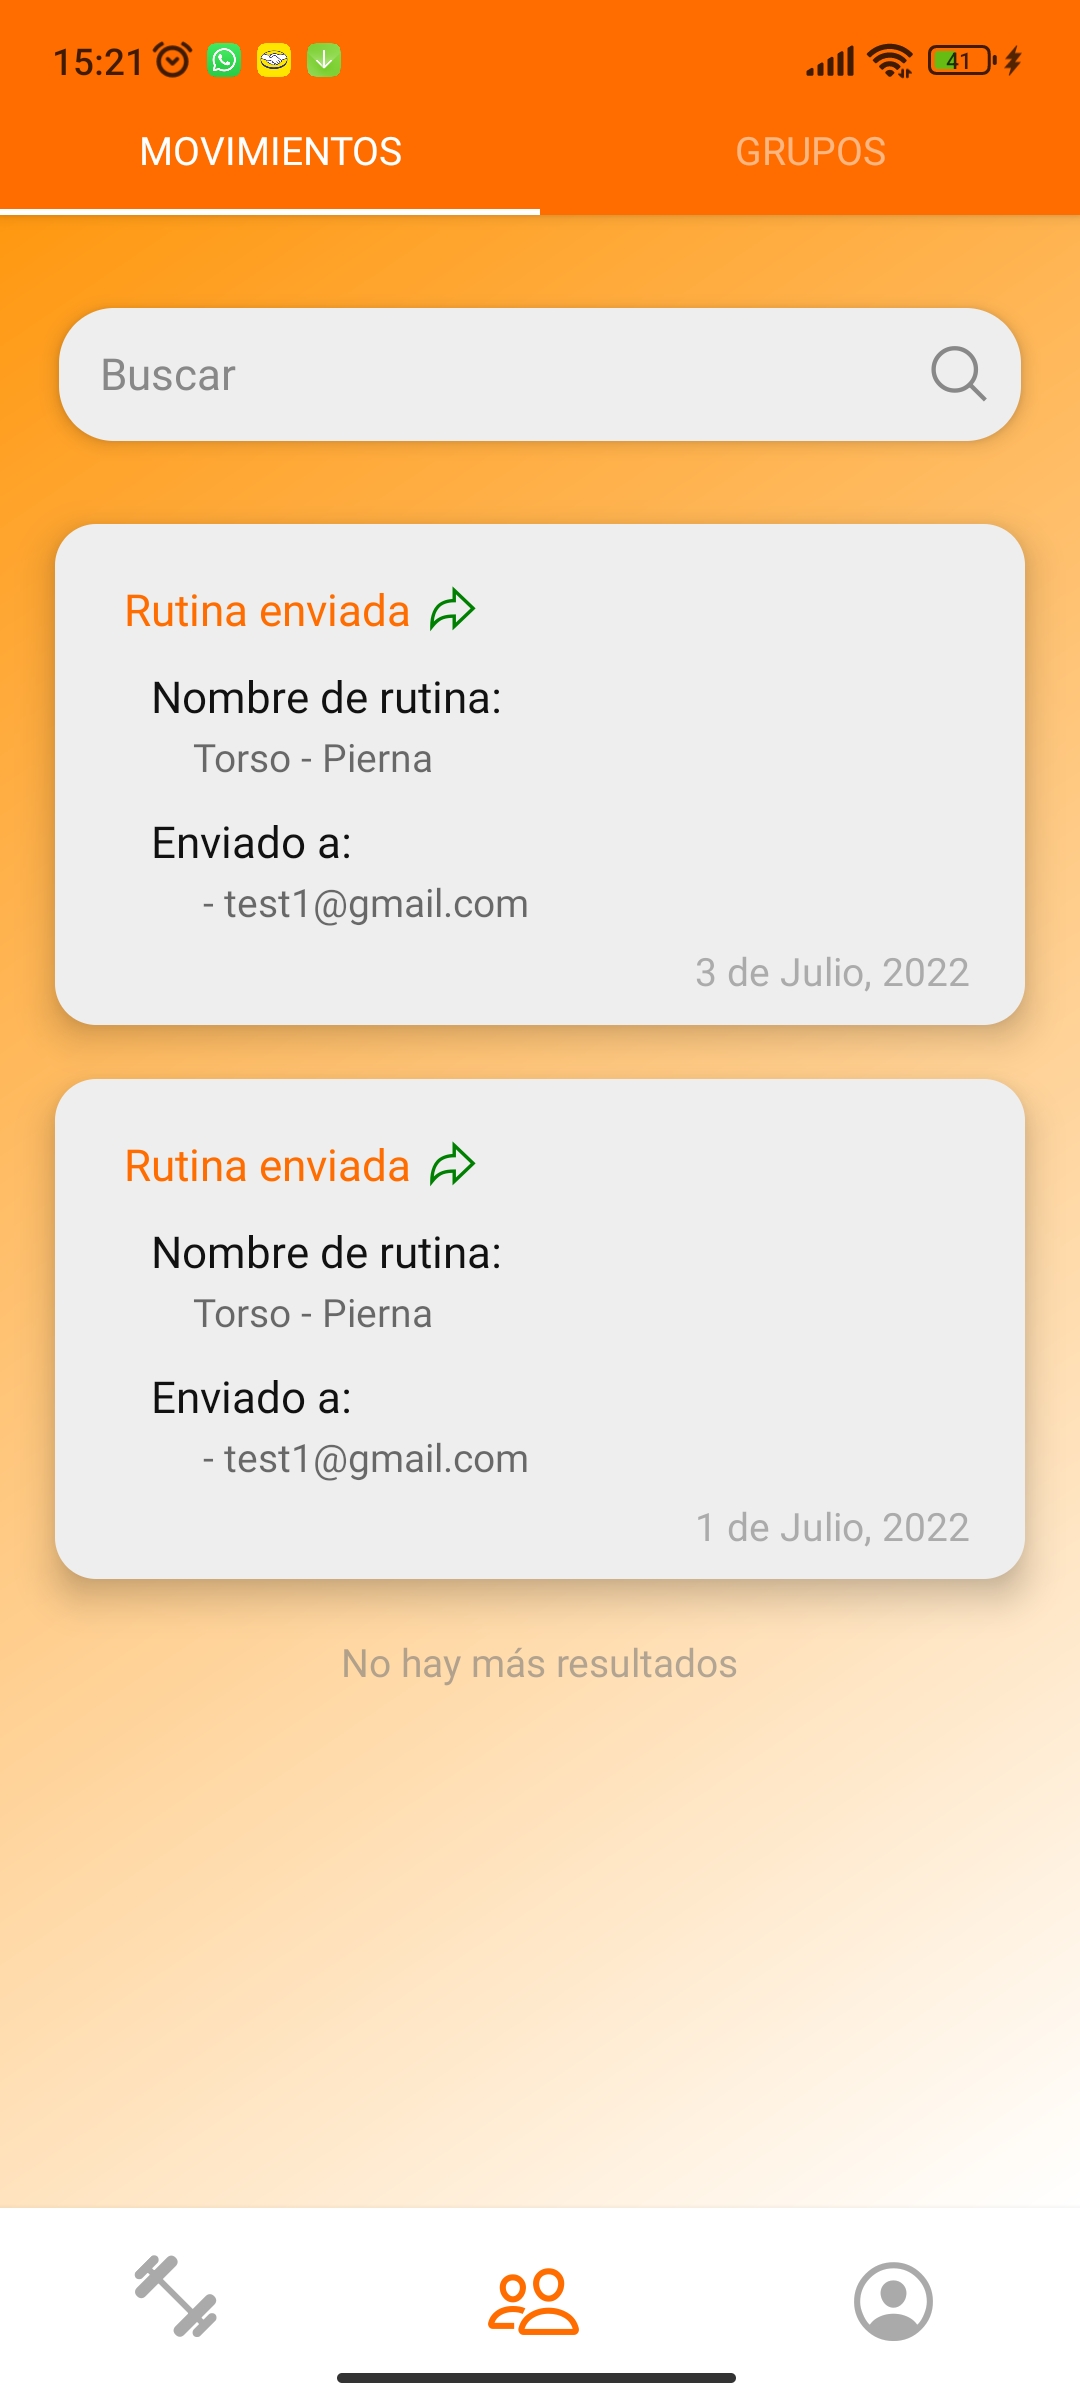 15:21
41
MOVIMIENTOS
GRUPOS
Buscar
Rutina enviada
Nombre de rutina:
Torso - Pierna
Enviado a:
- test1@gmail.com
3 de Julio, 2022
Rutina enviada
Nombre de rutina:
Torso - Pierna
Enviado a:
- test1@gmail.com
1 de Julio, 2022
No hay más resultados